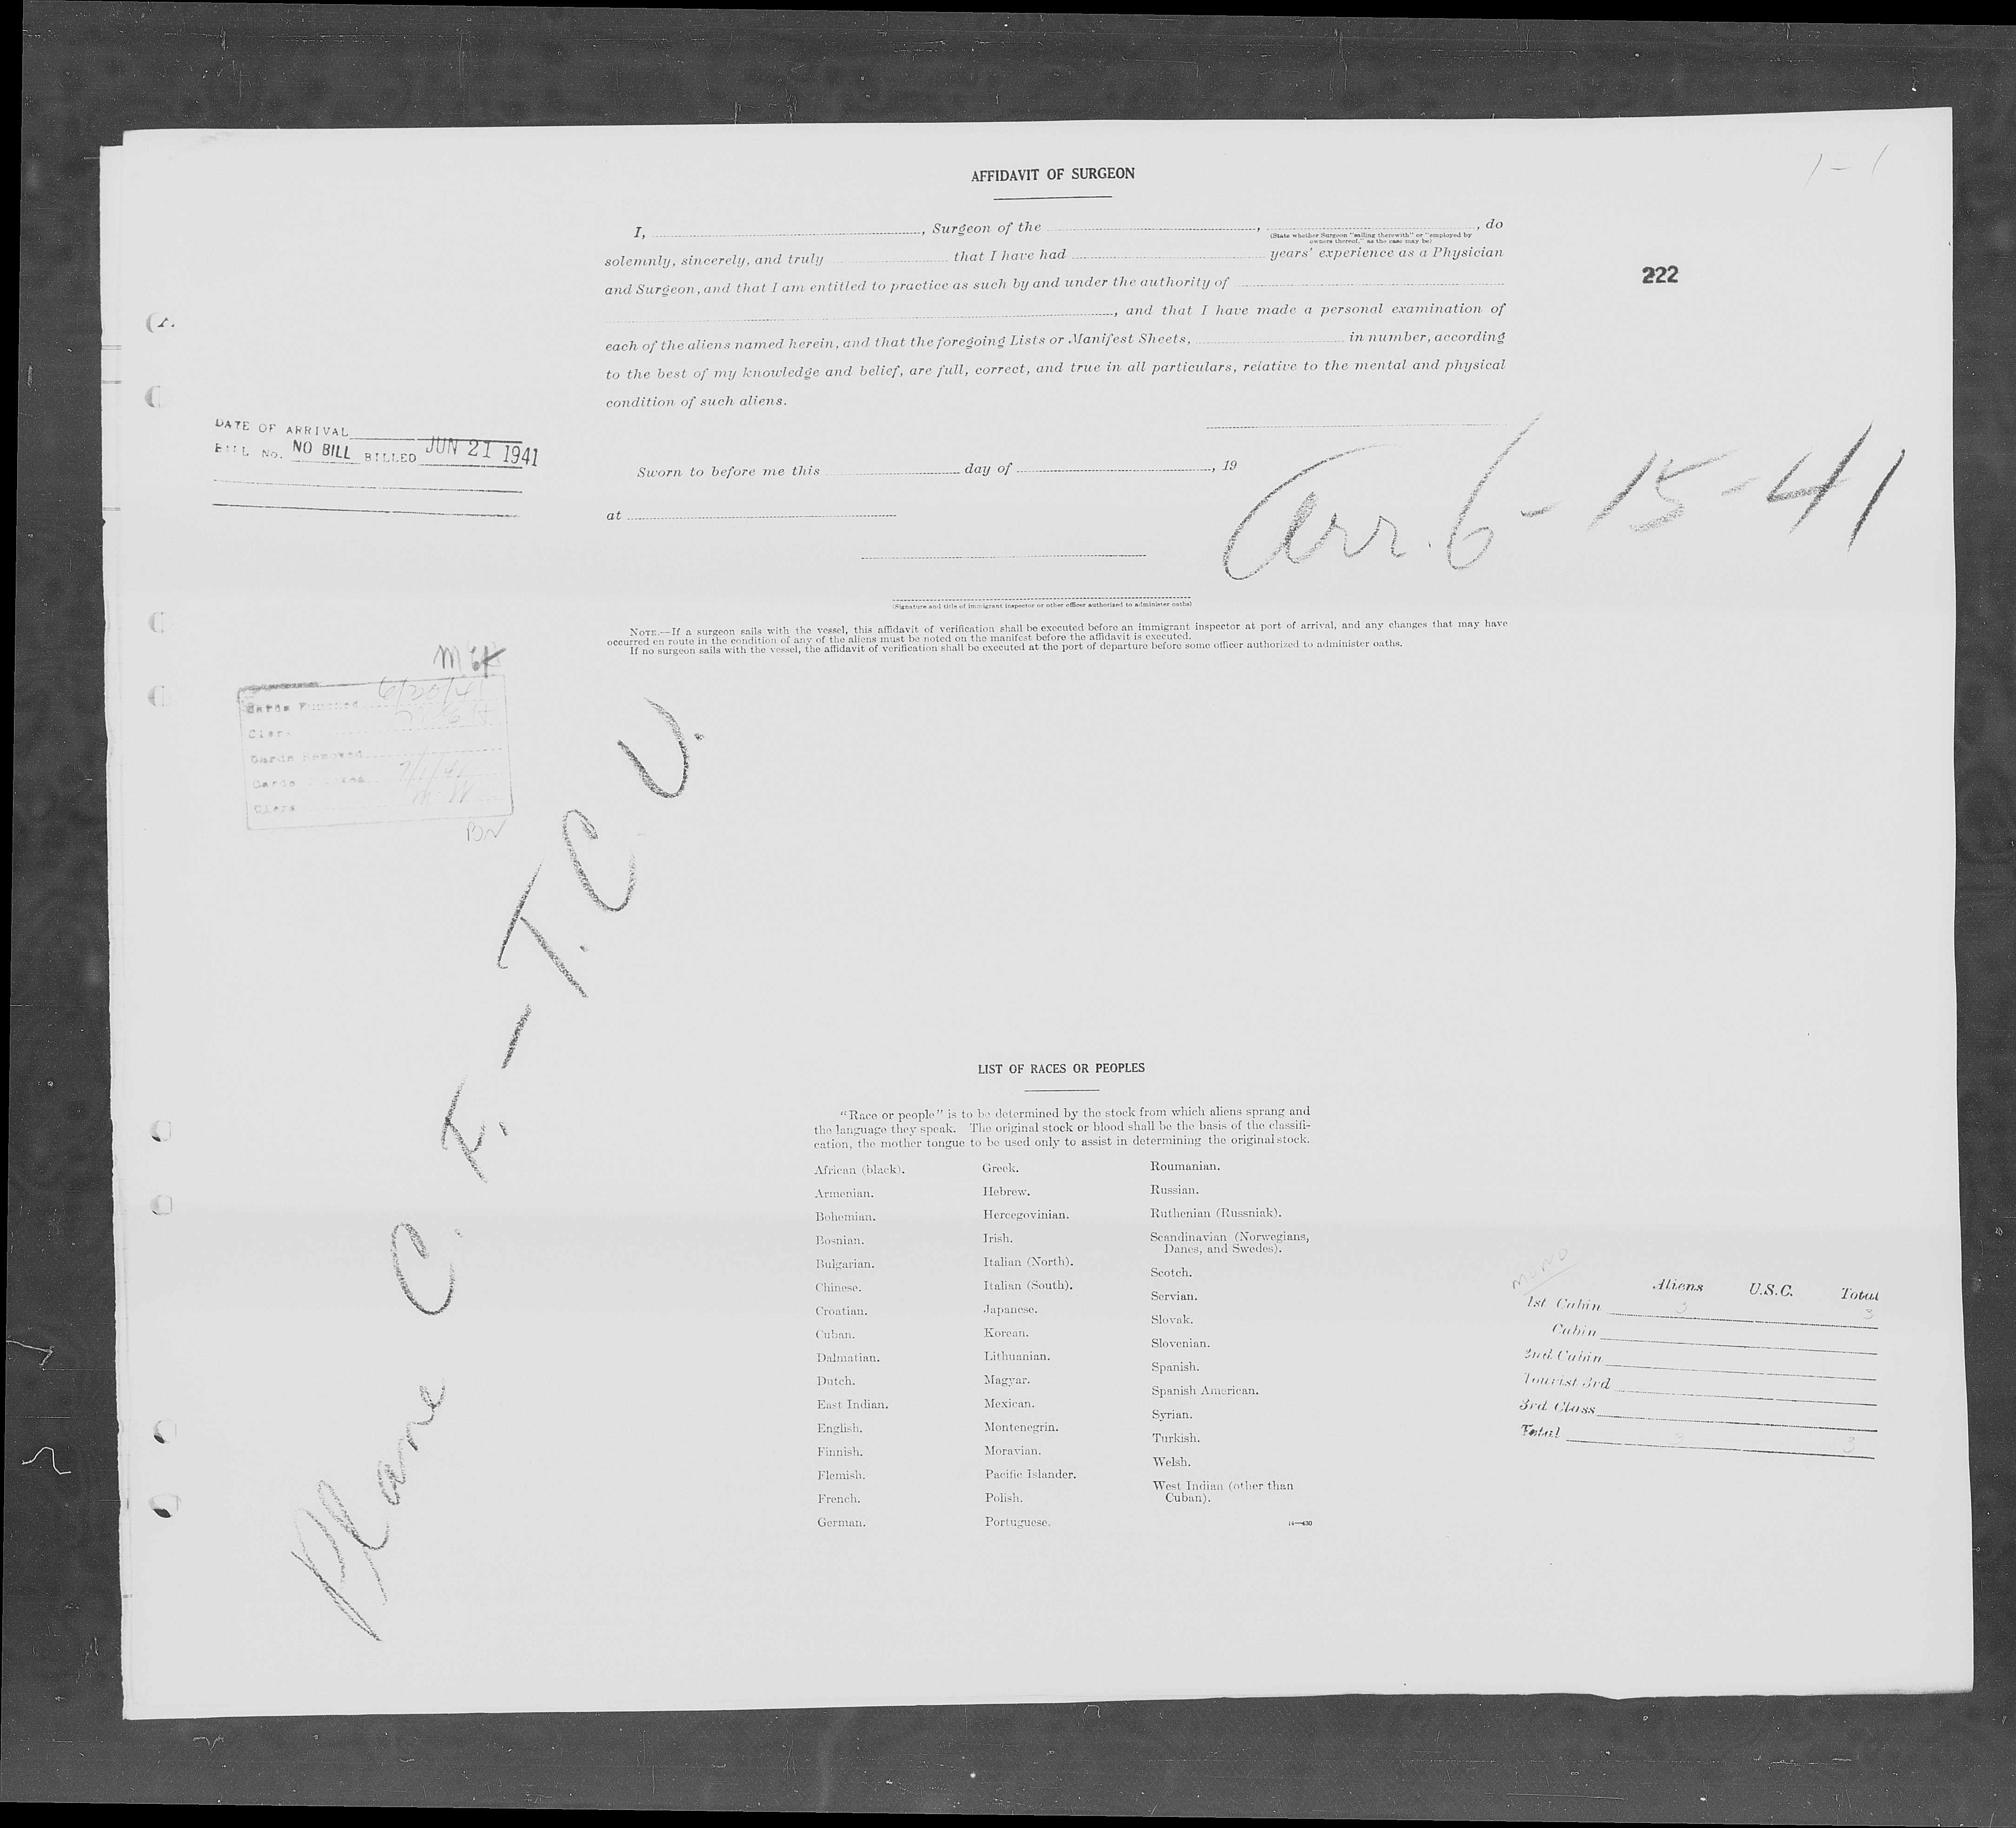 1-1
AFFIDAVIT OF SURGEON
I, , Surgeon of the , , do
(State whether Surgeon "sailing therewith" or "employed by
owners thereof," as the case may be)
solemnly, sincerely, and truly that I have had years' experience as a Physician
222
and Surgeon, and that I am entitled to practice as such by and under the authority of
, and that I have made a personal examination of
each of the aliens named herein, and that the foregoing Lists or Manifest Sheets, in number, according
to the best of my knowledge and belief, are full, correct, and true in all particulars, relative to the mental and physical
condition of such aliens.
DATE OF ARRIVAL
BILL No. NO BILL BILLED JUN 21 1941
Sworn to before me this day of , 19
at
Arr. 6-15-41
(Signature and title of immigrant inspector or other officer authorized to administer oaths)
NOTE.—If a surgeon sails with the vessel, this affidavit of verification shall be executed before an immigrant inspector at port of arrival, and any changes that may have
occurred en route in the condition of any of the aliens must be noted on the manifest before the affidavit is executed.
If no surgeon sails with the vessel, the affidavit of verification shall be executed at the port of departure before some officer authorized to administer oaths.
Cards Punched 6/20/41
Clerk
Cards Removed
Cards
Clerk
BN
Plane C. F. - T. C U.
LIST OF RACES OR PEOPLES
"Race or people" is to be determined by the stock from which aliens sprang and
the language they speak. The original stock or blood shall be the basis of the classifi-
cation, the mother tongue to be used only to assist in determining the original stock.
African (black).
Armenian.
Bohemian.
Bosnian.
Bulgarian.
Chinese.
Croatian.
Cuban.
Dalmatian.
Dutch.
East Indian.
English.
Finnish.
Flemish.
French.
German.
Greek.
Hebrew.
Hercegovinian.
Irish.
Italian (North).
Italian (South).
Japanese.
Korean.
Lithuanian.
Magyar.
Mexican.
Montenegrin.
Moravian.
Pacific Islander.
Polish.
Portuguese.
Roumanian.
Russian.
Ruthenian (Russniak).
Scandinavian (Norwegians,
Danes, and Swedes).
Scotch.
Servian.
Slovak.
Slovenian.
Spanish.
Spanish American.
Syrian.
Turkish.
Welsh.
West Indian (other than
Cuban).
14—430
Aliens U.S.C. Total
1st Cabin 3 3
Cabin
2nd Cabin
Tourist 3rd
3rd Class
Total 3 3